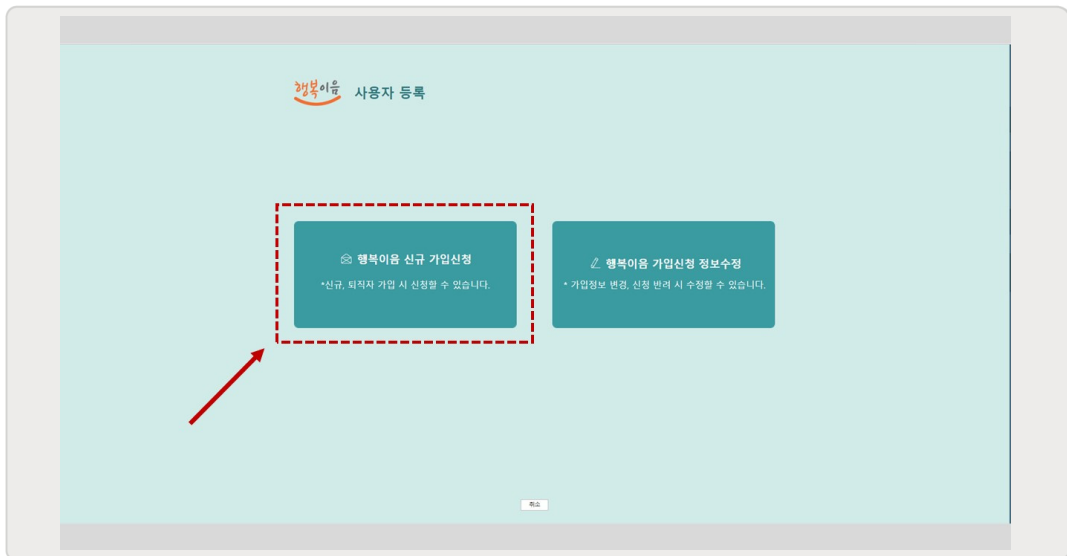 행복이음 사용자 등록
행복이음 신규 가입신청
*신규, 퇴직자 가입 시 신청할 수 있습니다.
행복이음 가입신청 정보수정
* 가입정보 변경, 신청 반려 시 수정할 수 있습니다.
취소